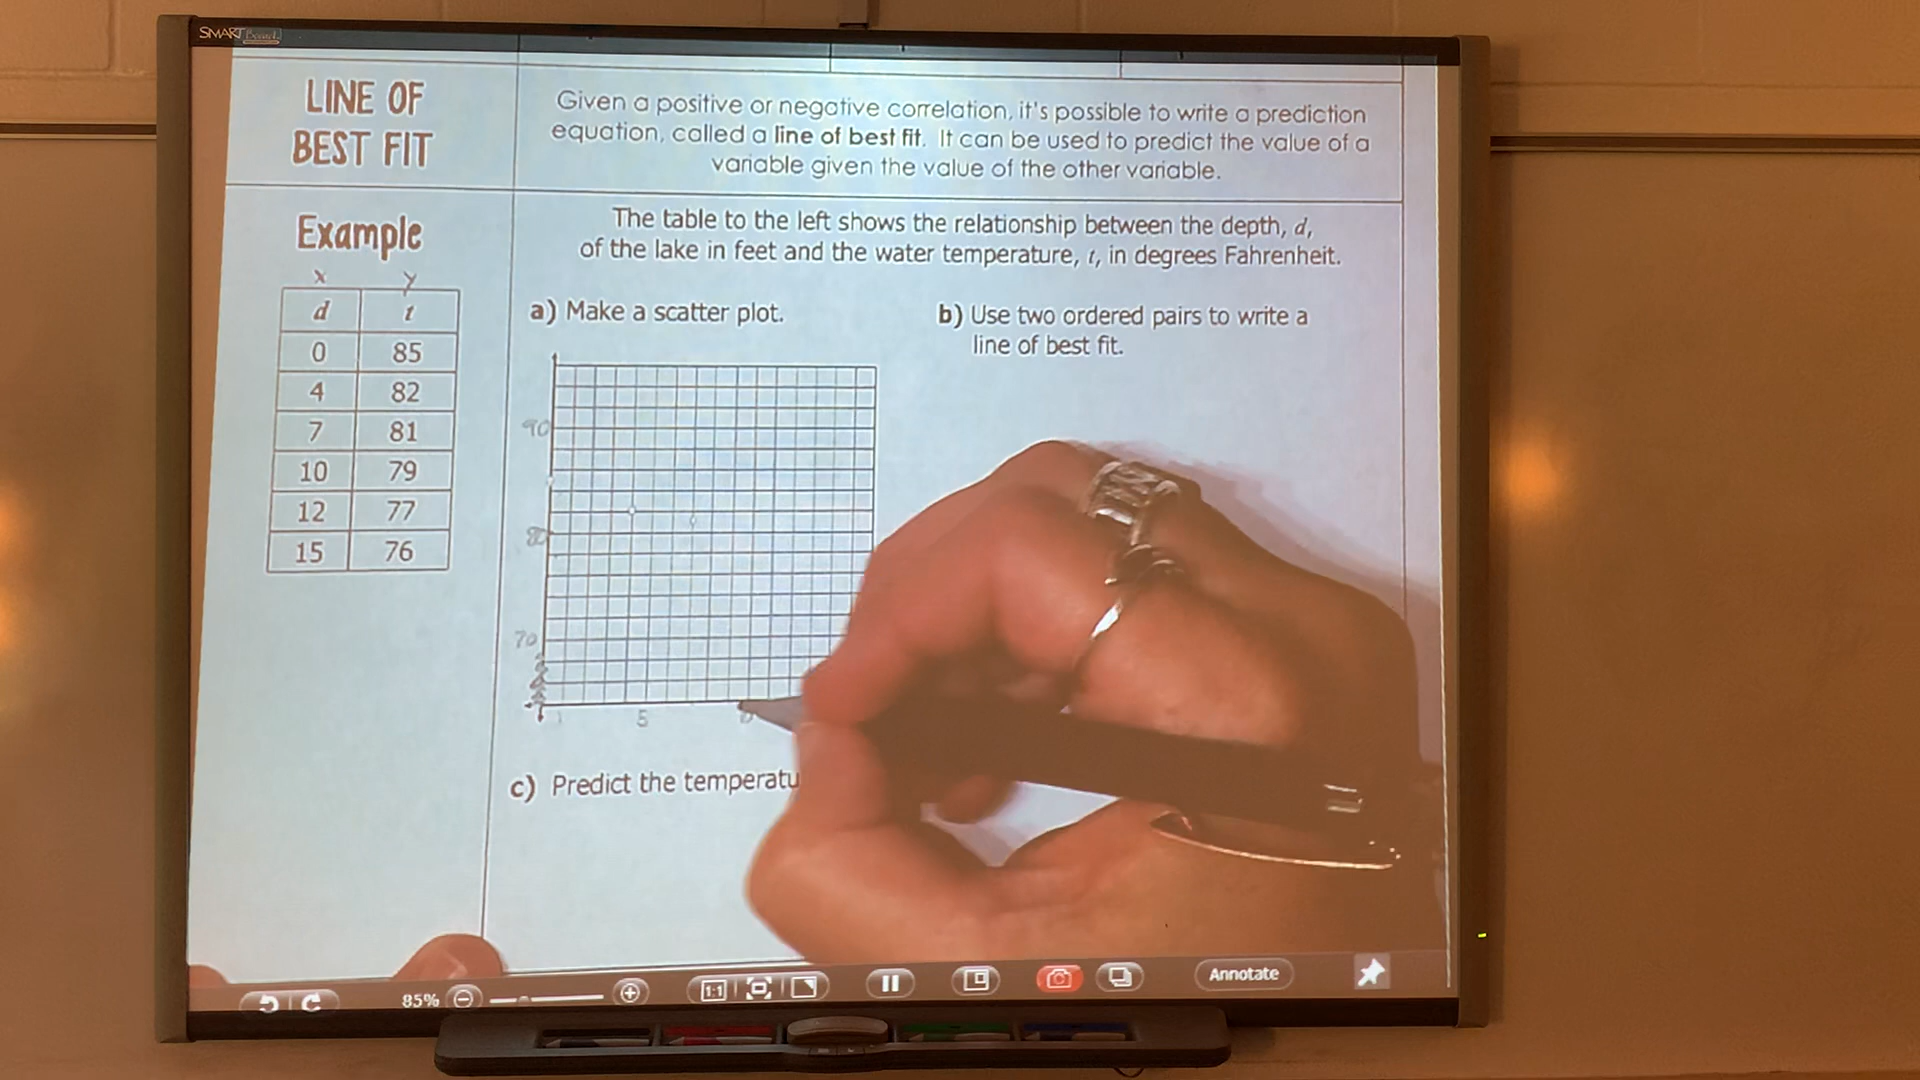 SMART Board
LINE OF
BEST FIT
Given a positive or negative correlation, it's possible to write a prediction
equation, called a line of best fit. It can be used to predict the value of a
variable given the value of the other variable.
Example
The table to the left shows the relationship between the depth, d,
of the lake in feet and the water temperature, t, in degrees Fahrenheit.
x y
d t
0 85
4 82
7 81
10 79
12 77
15 76
a) Make a scatter plot.
b) Use two ordered pairs to write a
line of best fit.
90
80
70
1 5
c) Predict the
85%
1:1
Annotate